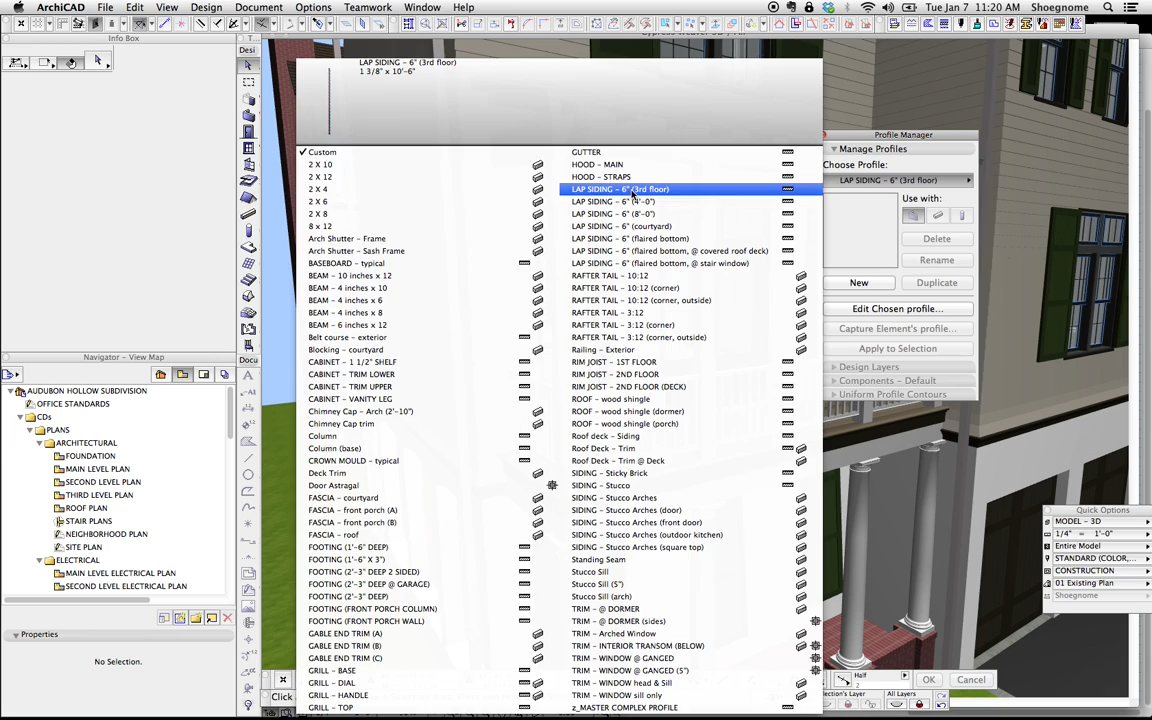 ArchiCAD File Edit View Design Document Options Teamwork Window Help Tue Jan 7 11:20 AM Shoegnome
Info Box
T...
Desi
LAP SIDING - 6" (3rd floor)
1 3/8" x 10'-6"
Custom
2 X 10
2 X 12
2 X 4
2 X 6
2 X 8
8 x 12
Arch Shutter - Frame
Arch Shutter - Sash Frame
BASEBOARD - typical
BEAM - 10 inches x 12
BEAM - 4 inches x 10
BEAM - 4 inches x 6
BEAM - 4 inches x 8
BEAM - 6 inches x 12
Belt course - exterior
Blocking - courtyard
CABINET - 1 1/2" SHELF
CABINET - TRIM LOWER
CABINET - TRIM UPPER
CABINET - VANITY LEG
Chimney Cap - Arch (2'-10")
Chimney Cap trim
Column
Column (base)
CROWN MOULD - typical
Deck Trim
Door Astragal
FASCIA - courtyard
FASCIA - front porch (A)
FASCIA - front porch (B)
FASCIA - roof
FOOTING (1'-6" DEEP)
FOOTING (1'-6" X 3")
FOOTING (2'-3" DEEP 2 SIDED)
FOOTING (2'-3" DEEP @ GARAGE)
FOOTING (2'-3" DEEP)
FOOTING (FRONT PORCH COLUMN)
FOOTING (FRONT PORCH WALL)
GABLE END TRIM (A)
GABLE END TRIM (B)
GABLE END TRIM (C)
GRILL - BASE
GRILL - DIAL
GRILL - HANDLE
GRILL - TOP
GUTTER
HOOD - MAIN
HOOD - STRAPS
LAP SIDING - 6" (3rd floor)
LAP SIDING - 6" (4'-0")
LAP SIDING - 6" (8'-0")
LAP SIDING - 6" (courtyard)
LAP SIDING - 6" (flaired bottom)
LAP SIDING - 6" (flaired bottom, @ covered roof deck)
LAP SIDING - 6" (flaired bottom, @ stair window)
RAFTER TAIL - 10:12
RAFTER TAIL - 10:12 (corner)
RAFTER TAIL - 10:12 (corner, outside)
RAFTER TAIL - 3:12
RAFTER TAIL - 3:12 (corner)
RAFTER TAIL - 3:12 (corner, outside)
Railing - Exterior
RIM JOIST - 1ST FLOOR
RIM JOIST - 2ND FLOOR
RIM JOIST - 2ND FLOOR (DECK)
ROOF - wood shingle
ROOF - wood shingle (dormer)
ROOF - wood shingle (porch)
Roof deck - Siding
Roof Deck - Trim
Roof Deck - Trim @ Deck
SIDING - Sticky Brick
SIDING - Stucco
SIDING - Stucco Arches
SIDING - Stucco Arches (door)
SIDING - Stucco Arches (front door)
SIDING - Stucco Arches (outdoor kitchen)
SIDING - Stucco Arches (square top)
Standing Seam
Stucco Sill
Stucco Sill (5")
Stucco Sill (arch)
TRIM - @ DORMER
TRIM - @ DORMER (sides)
TRIM - Arched Window
TRIM - INTERIOR TRANSOM (BELOW)
TRIM - WINDOW @ GANGED
TRIM - WINDOW @ GANGED (5")
TRIM - WINDOW head & Sill
TRIM - WINDOW sill only
z_MASTER COMPLEX PROFILE
Profile Manager
Manage Profiles
Choose Profile:
LAP SIDING - 6" (3rd floor)
Use with:
Delete
Rename
New
Duplicate
Edit Chosen profile...
Capture Element's profile...
Apply to Selection
Design Layers
Components - Default
Uniform Profile Contours
Navigator - View Map
AUDUBON HOLLOW SUBDIVISION
OFFICE STANDARDS
CDs
PLANS
ARCHITECTURAL
FOUNDATION
MAIN LEVEL PLAN
SECOND LEVEL PLAN
THIRD LEVEL PLAN
ROOF PLAN
STAIR PLANS
NEIGHBORHOOD PLAN
SITE PLAN
ELECTRICAL
MAIN LEVEL ELECTRICAL PLAN
SECOND LEVEL ELECTRICAL PLAN
Docu
Properties
No Selection.
Quick Options
MODEL - 3D
1/4" = 1'-0"
Entire Model
STANDARD (COLOR,...
CONSTRUCTION
01 Existing Plan
Shoegnome
Half
2
OK
Cancel
Click
All Layers